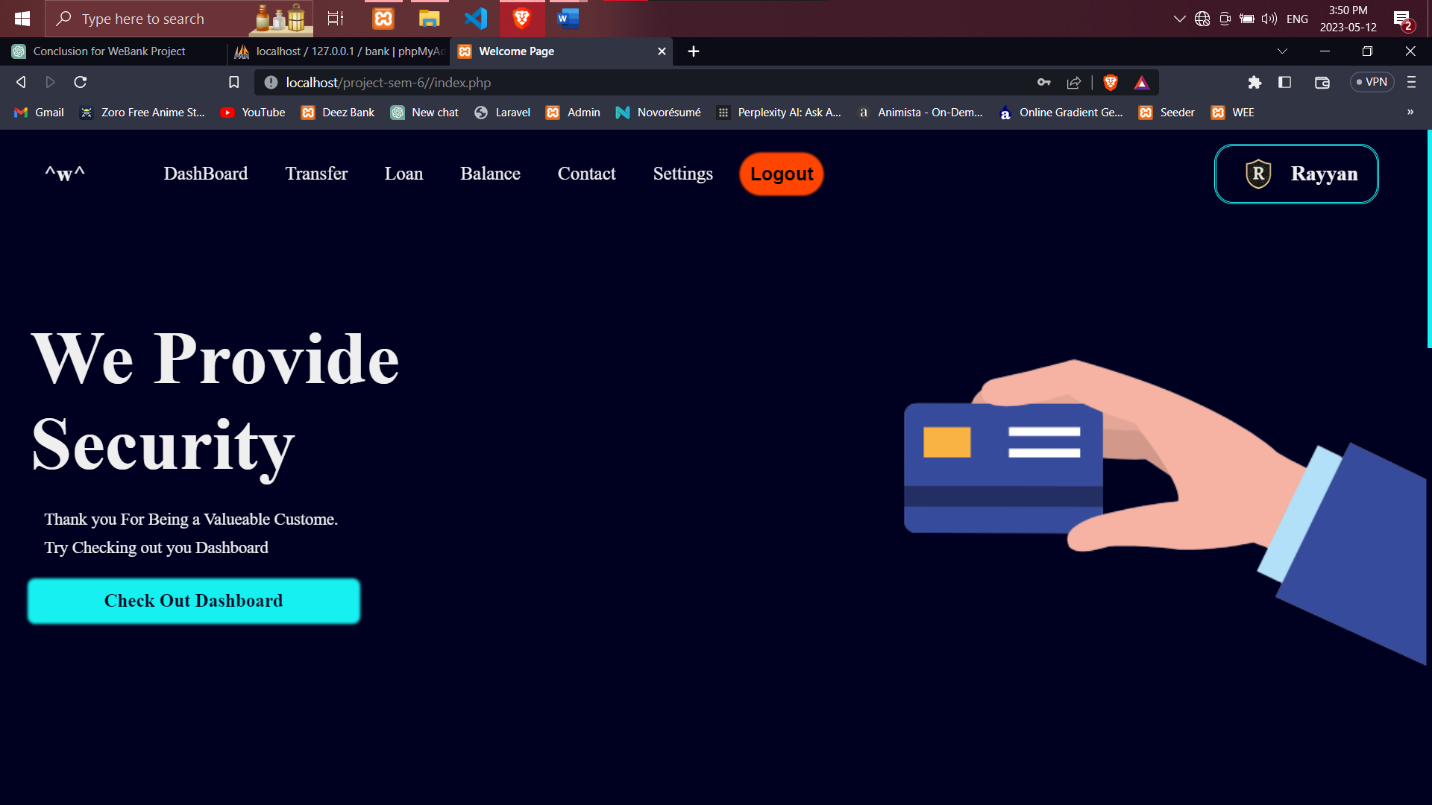 Type here to search
ENG
3:50 PM
2023-05-12
2
Conclusion for WeBank Project
localhost / 127.0.0.1 / bank | phpMyAd
Welcome Page
localhost/project-sem-6//index.php
VPN
Gmail
Zoro Free Anime St...
YouTube
Deez Bank
New chat
Laravel
Admin
Novorésumé
Perplexity AI: Ask A...
Animista - On-Dem...
Online Gradient Ge...
Seeder
WEE
»
^w^
DashBoard
Transfer
Loan
Balance
Contact
Settings
Logout
R
Rayyan
We Provide
Security
Thank you For Being a Valueable Custome.
Try Checking out you Dashboard
Check Out Dashboard